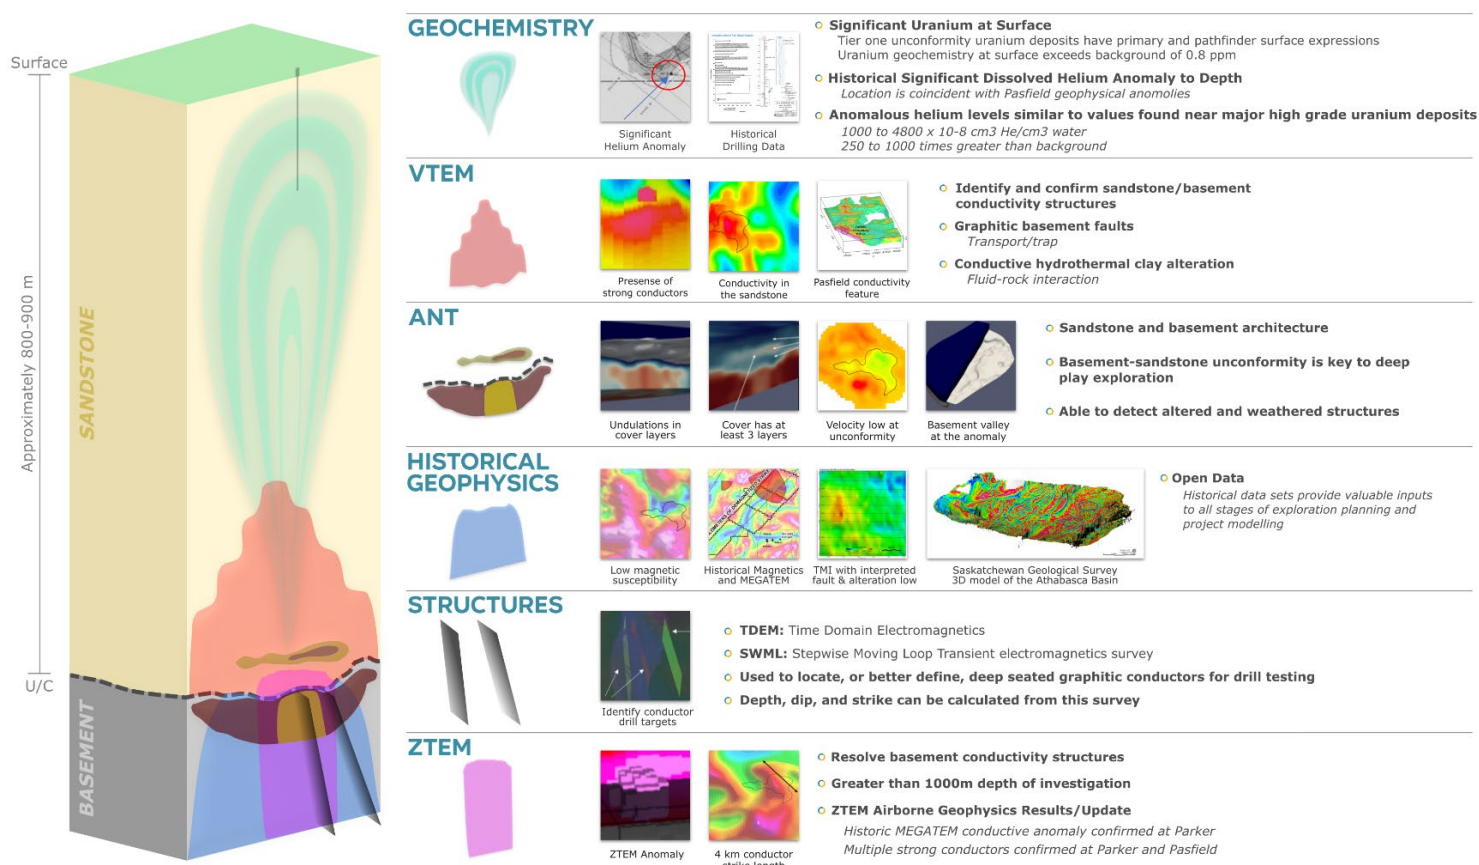 Surface
Approximately 800-900 m
SANDSTONE
U/C
BASEMENT
GEOCHEMISTRY
Significant
Helium Anomaly
Historical
Drilling Data
Significant Uranium at Surface
Tier one unconformity uranium deposits have primary and pathfinder surface expressions
Uranium geochemistry at surface exceeds background of 0.8 ppm
Historical Significant Dissolved Helium Anomaly to Depth
Location is coincident with Pasfield geophysical anomolies
Anomalous helium levels similar to values found near major high grade uranium deposits
1000 to 4800 x 10-8 cm3 He/cm3 water
250 to 1000 times greater than background
VTEM
Presense of
strong conductors
Conductivity in
the sandstone
Pasfield conductivity
feature
Identify and confirm sandstone/basement
conductivity structures
Graphitic basement faults
Transport/trap
Conductive hydrothermal clay alteration
Fluid-rock interaction
ANT
Undulations in
cover layers
Cover has at
least 3 layers
Velocity low at
unconformity
Basement valley
at the anomaly
Sandstone and basement architecture
Basement-sandstone unconformity is key to deep
play exploration
Able to detect altered and weathered structures
HISTORICAL
GEOPHYSICS
Low magnetic
susceptibility
Historical Magnetics
and MEGATEM
TMI with interpreted
fault & alteration low
Saskatchewan Geological Survey
3D model of the Athabasca Basin
Open Data
Historical data sets provide valuable inputs
to all stages of exploration planning and
project modelling
STRUCTURES
Identify conductor
drill targets
TDEM: Time Domain Electromagnetics
SWML: Stepwise Moving Loop Transient electromagnetics survey
Used to locate, or better define, deep seated graphitic conductors for drill testing
Depth, dip, and strike can be calculated from this survey
ZTEM
ZTEM Anomaly
4 km conductor
strike length
Resolve basement conductivity structures
Greater than 1000m depth of investigation
ZTEM Airborne Geophysics Results/Update
Historic MEGATEM conductive anomaly confirmed at Parker
Multiple strong conductors confirmed at Parker and Pasfield